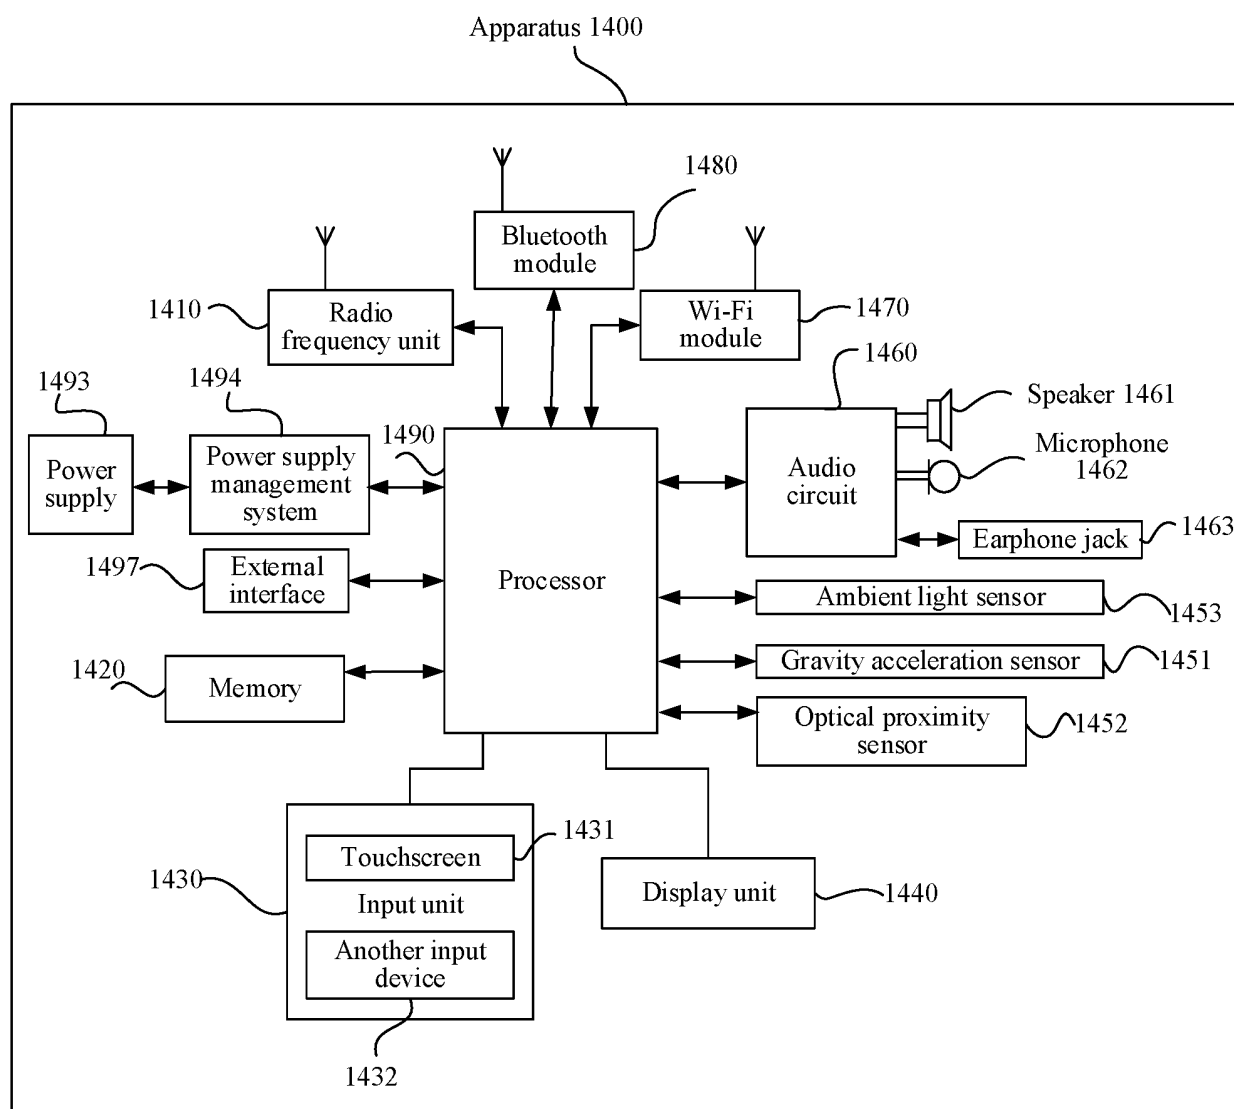 Apparatus 1400
1480
Bluetooth
module
1410
Radio
frequency unit
Wi-Fi
module
1470
1460
1493
1494
1490
Speaker 1461
Microphone
1462
Power
supply
Power supply
management
system
Audio
circuit
Earphone jack
1463
1497
External
interface
Processor
Ambient light sensor
1453
1420
Memory
Gravity acceleration sensor
1451
Optical proximity
sensor
1452
1431
Touchscreen
1430
Input unit
Another input
device
1432
Display unit
1440